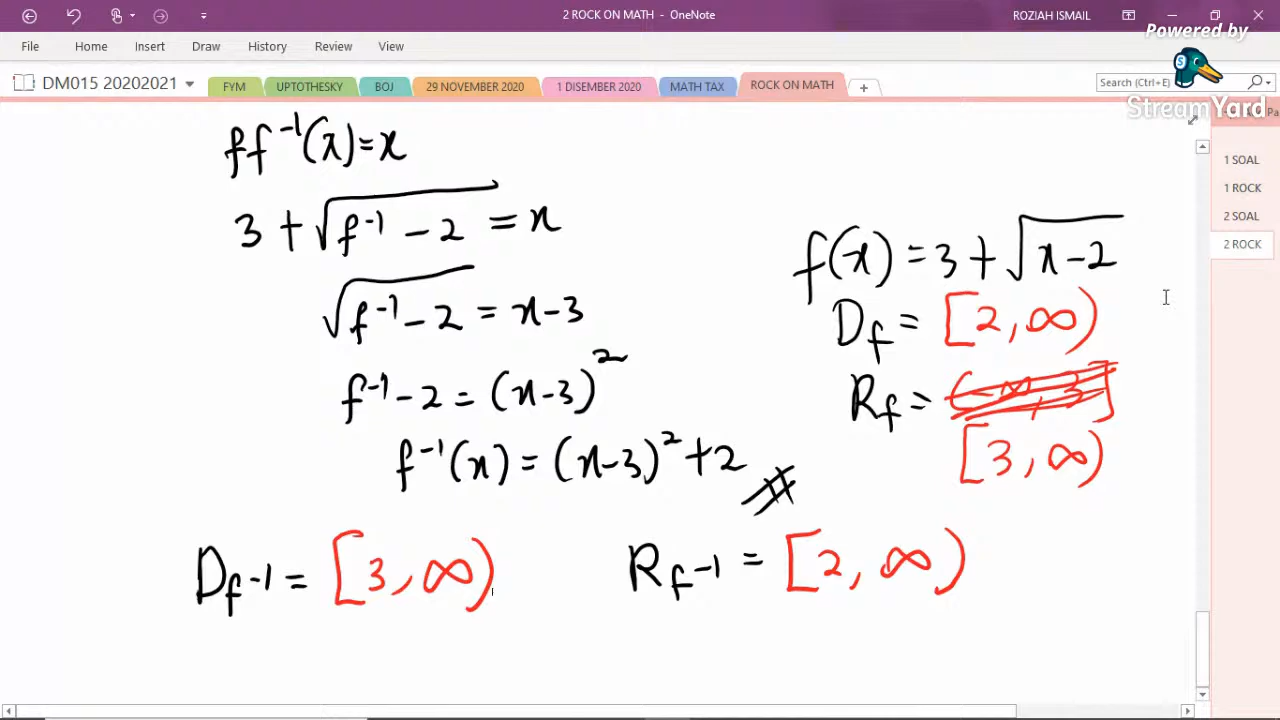 2 ROCK ON MATH - OneNote
ROZIAH ISMAIL
Powered by
StreamYard
File Home Insert Draw History Review View
DM015 20202021
FYM UPTOTHESKY BOJ 29 NOVEMBER 2020 1 DISEMBER 2020 MATH TAX ROCK ON MATH +
Search (Ctrl+E)
Pa
1 SOAL
1 ROCK
2 SOAL
2 ROCK
ff⁻¹(x)=x
3 + √(f⁻¹ - 2) = x
√(f⁻¹ - 2) = x-3
f⁻¹ - 2 = (x-3)²
f⁻¹(x) = (x-3)² + 2
f(x) = 3 + √(x-2)
D_f = [2, ∞)
R_f = (-∞, 3]
[3, ∞)
D_f⁻¹ = [3, ∞)
R_f⁻¹ = [2, ∞)